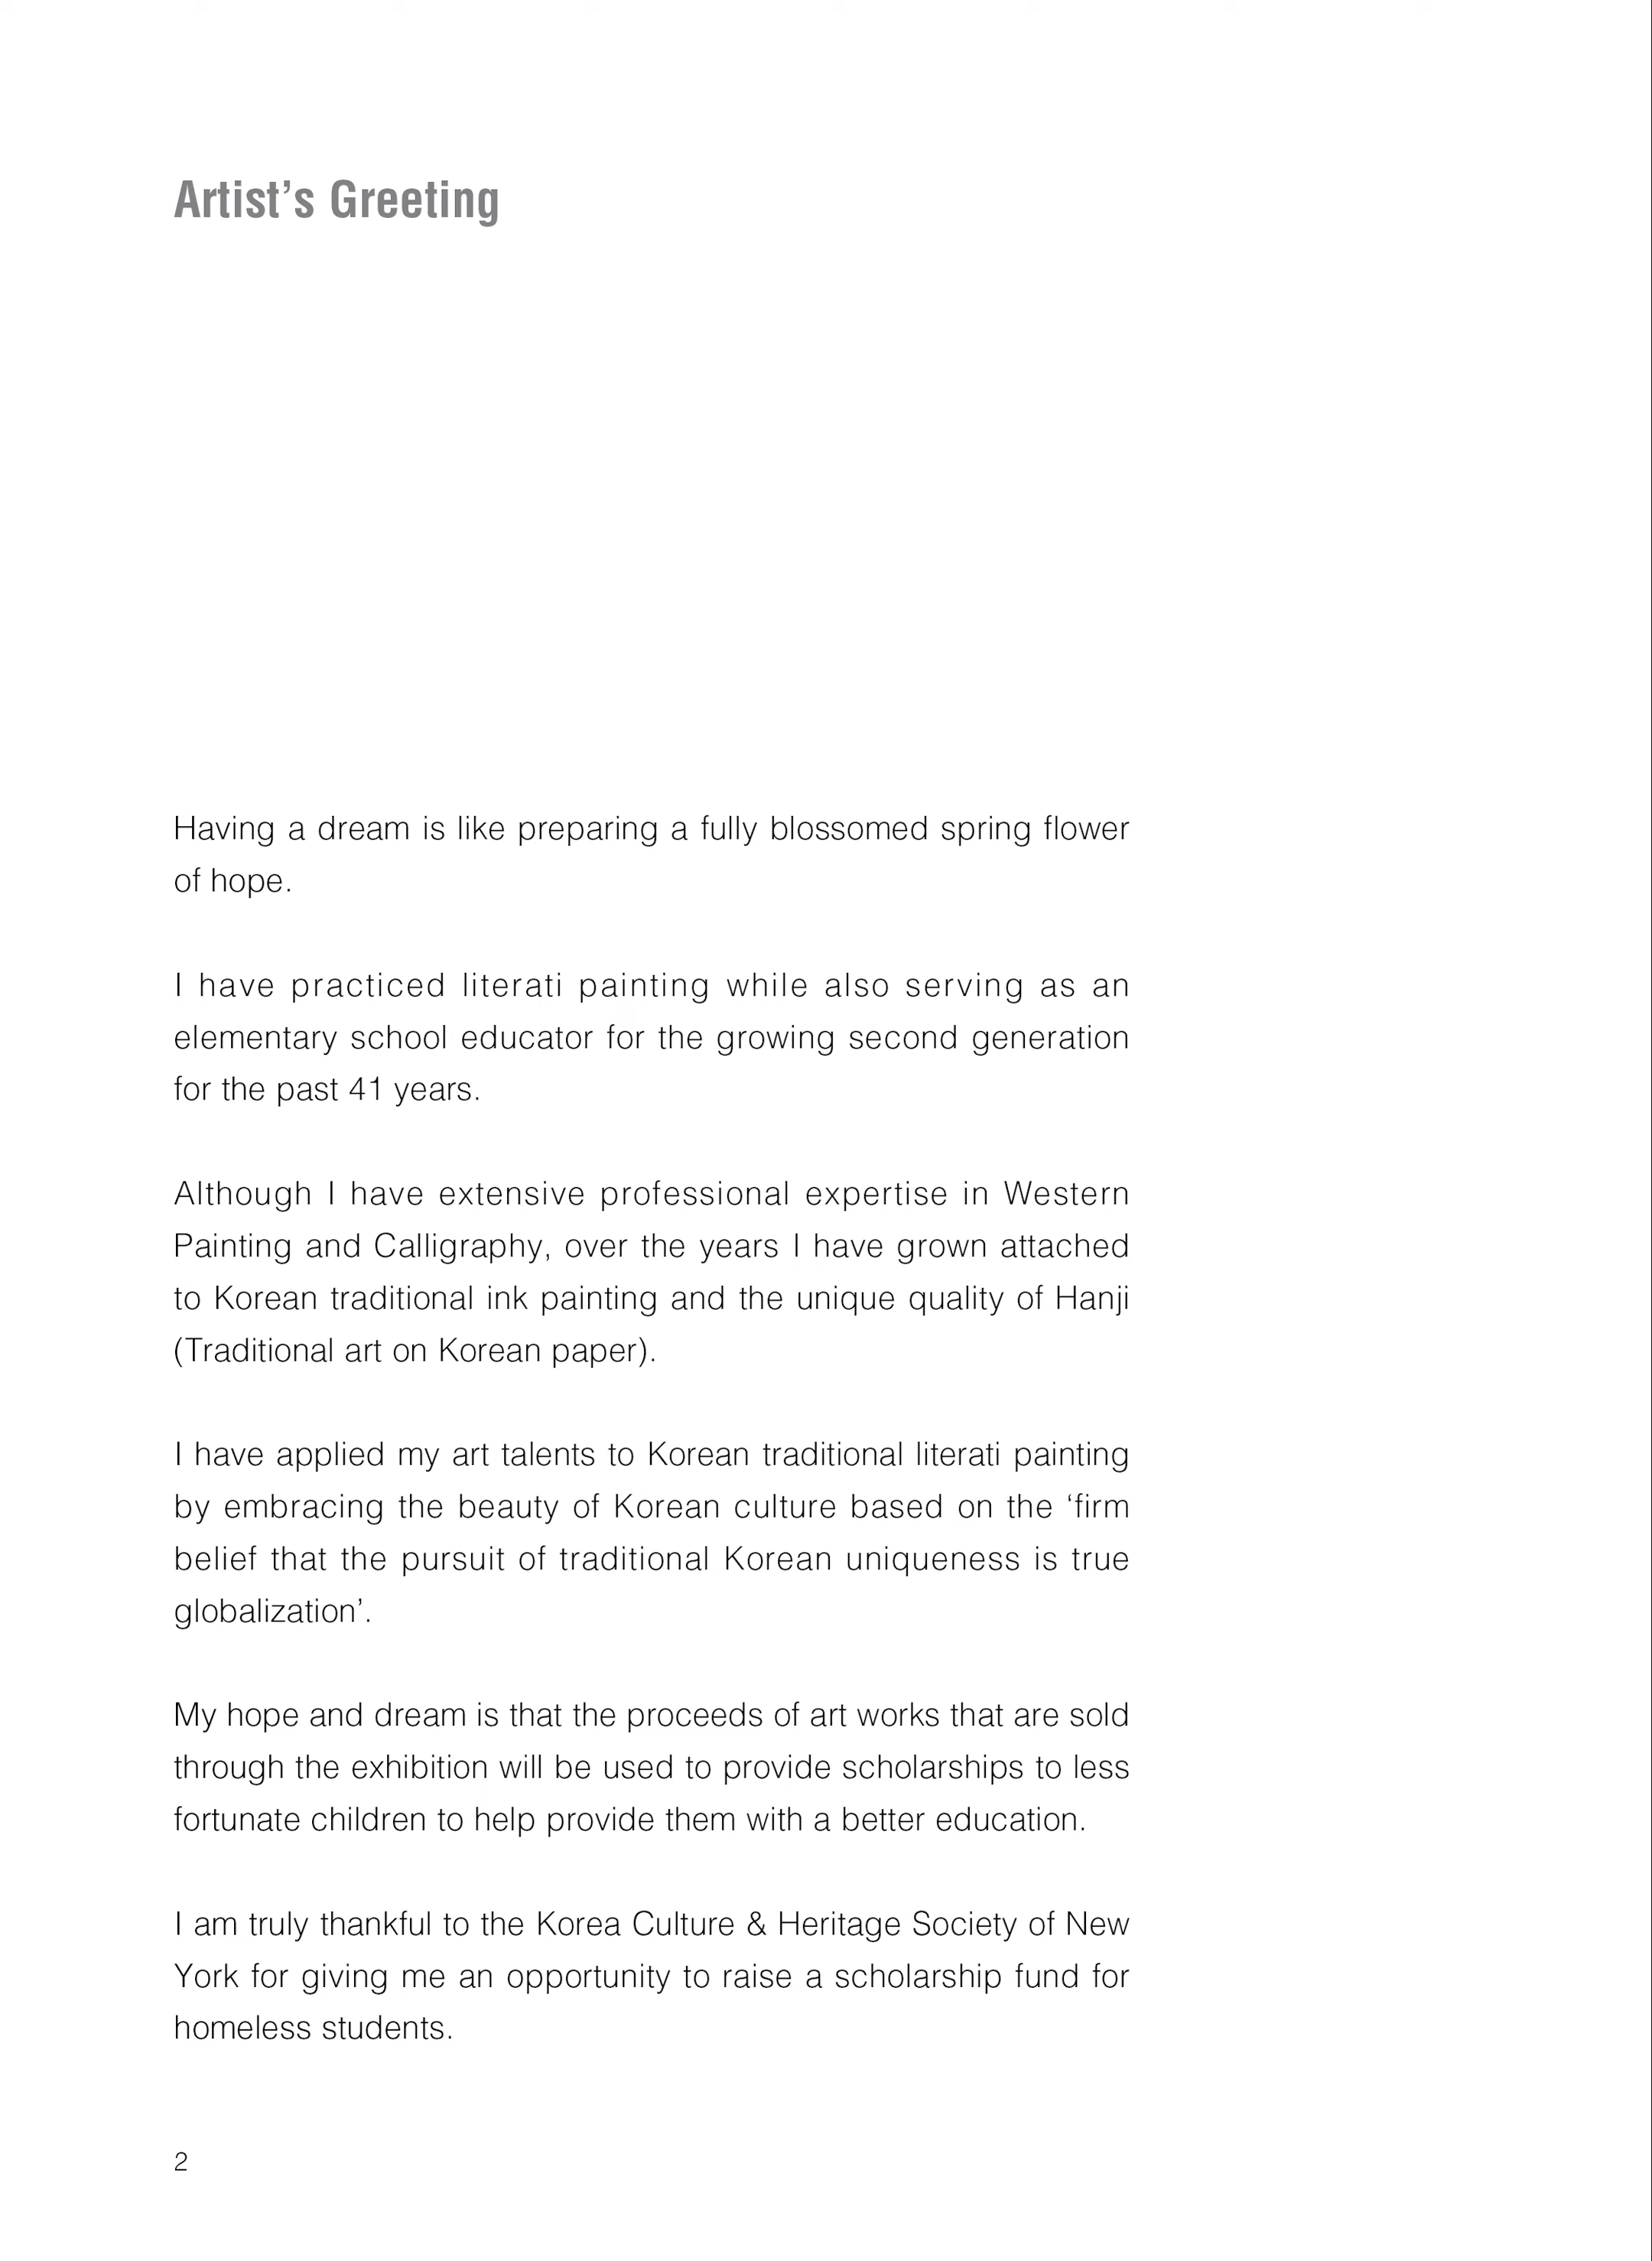 Artist’s Greeting
Having a dream is like preparing a fully blossomed spring flower
of hope.
I have practiced literati painting while also serving as an
elementary school educator for the growing second generation
for the past 41 years.
Although I have extensive professional expertise in Western
Painting and Calligraphy, over the years I have grown attached
to Korean traditional ink painting and the unique quality of Hanji
(Traditional art on Korean paper).
I have applied my art talents to Korean traditional literati painting
by embracing the beauty of Korean culture based on the ‘firm
belief that the pursuit of traditional Korean uniqueness is true
globalization’.
My hope and dream is that the proceeds of art works that are sold
through the exhibition will be used to provide scholarships to less
fortunate children to help provide them with a better education.
I am truly thankful to the Korea Culture & Heritage Society of New
York for giving me an opportunity to raise a scholarship fund for
homeless students.
2